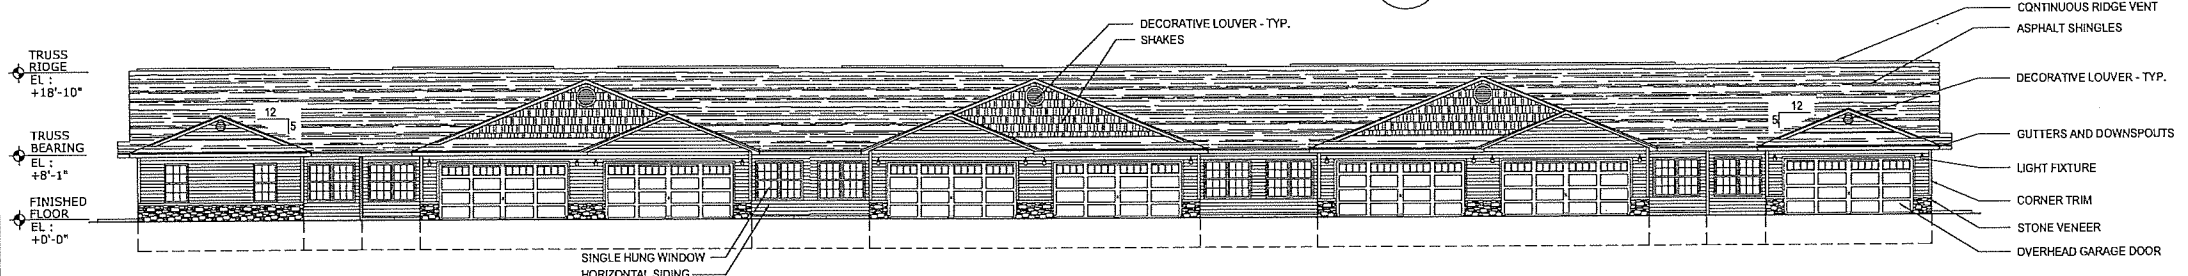 TRUSS
RIDGE
EL :
+18'-10"
TRUSS
BEARING
EL :
+8'-1"
FINISHED
FLOOR
EL :
+0'-0"
12
5
DECORATIVE LOUVER - TYP.
SHAKES
SINGLE HUNG WINDOW
HORIZONTAL SIDING
12
5
CONTINUOUS RIDGE VENT
ASPHALT SHINGLES
DECORATIVE LOUVER - TYP.
GUTTERS AND DOWNSPOUTS
LIGHT FIXTURE
CORNER TRIM
STONE VENEER
OVERHEAD GARAGE DOOR